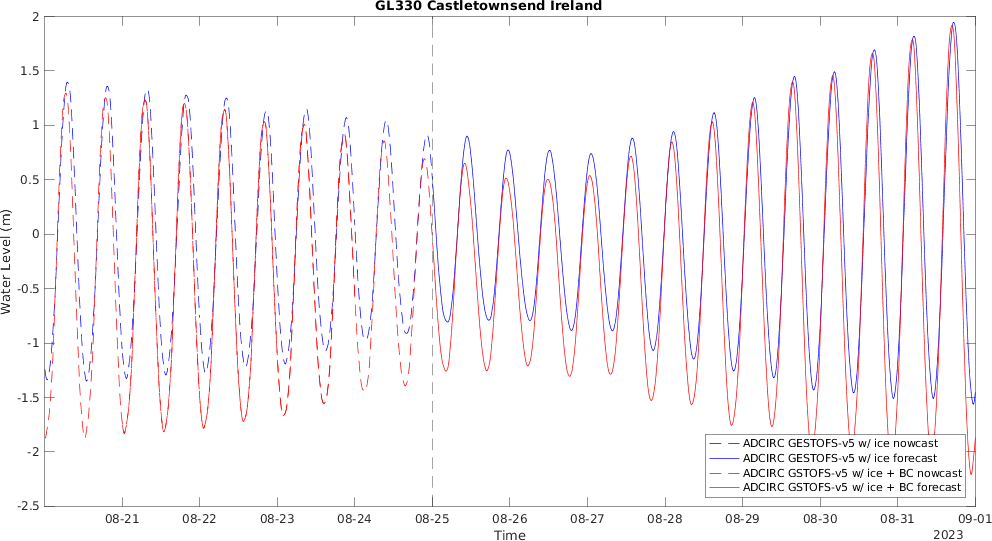 GL330 Castletownsend Ireland
2
1.5
1
0.5
0
-0.5
-1
-1.5
-2
-2.5
Water Level (m)
ADCIRC GESTOFS-v5 w/ ice nowcast
ADCIRC GESTOFS-v5 w/ ice forecast
ADCIRC GSTOFS-v5 w/ ice + BC nowcast
ADCIRC GSTOFS-v5 w/ ice + BC forecast
08-21 08-22 08-23 08-24 08-25 08-26 08-27 08-28 08-29 08-30 08-31 09-01
Time 2023